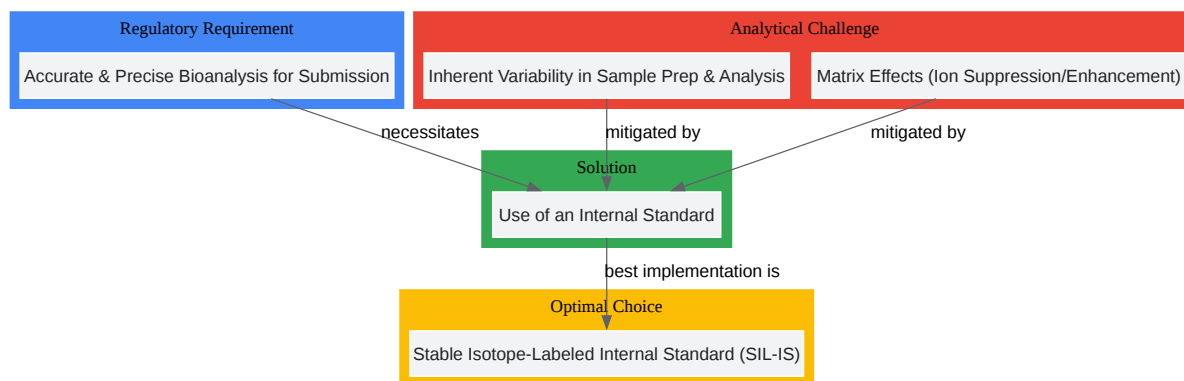 Regulatory Requirement
Analytical Challenge
Accurate & Precise Bioanalysis for Submission
Inherent Variability in Sample Prep & Analysis
Matrix Effects (Ion Suppression/Enhancement)
necessitates
mitigated by
mitigated by
Solution
Use of an Internal Standard
best implementation is
Optimal Choice
Stable Isotope-Labeled Internal Standard (SIL-IS)